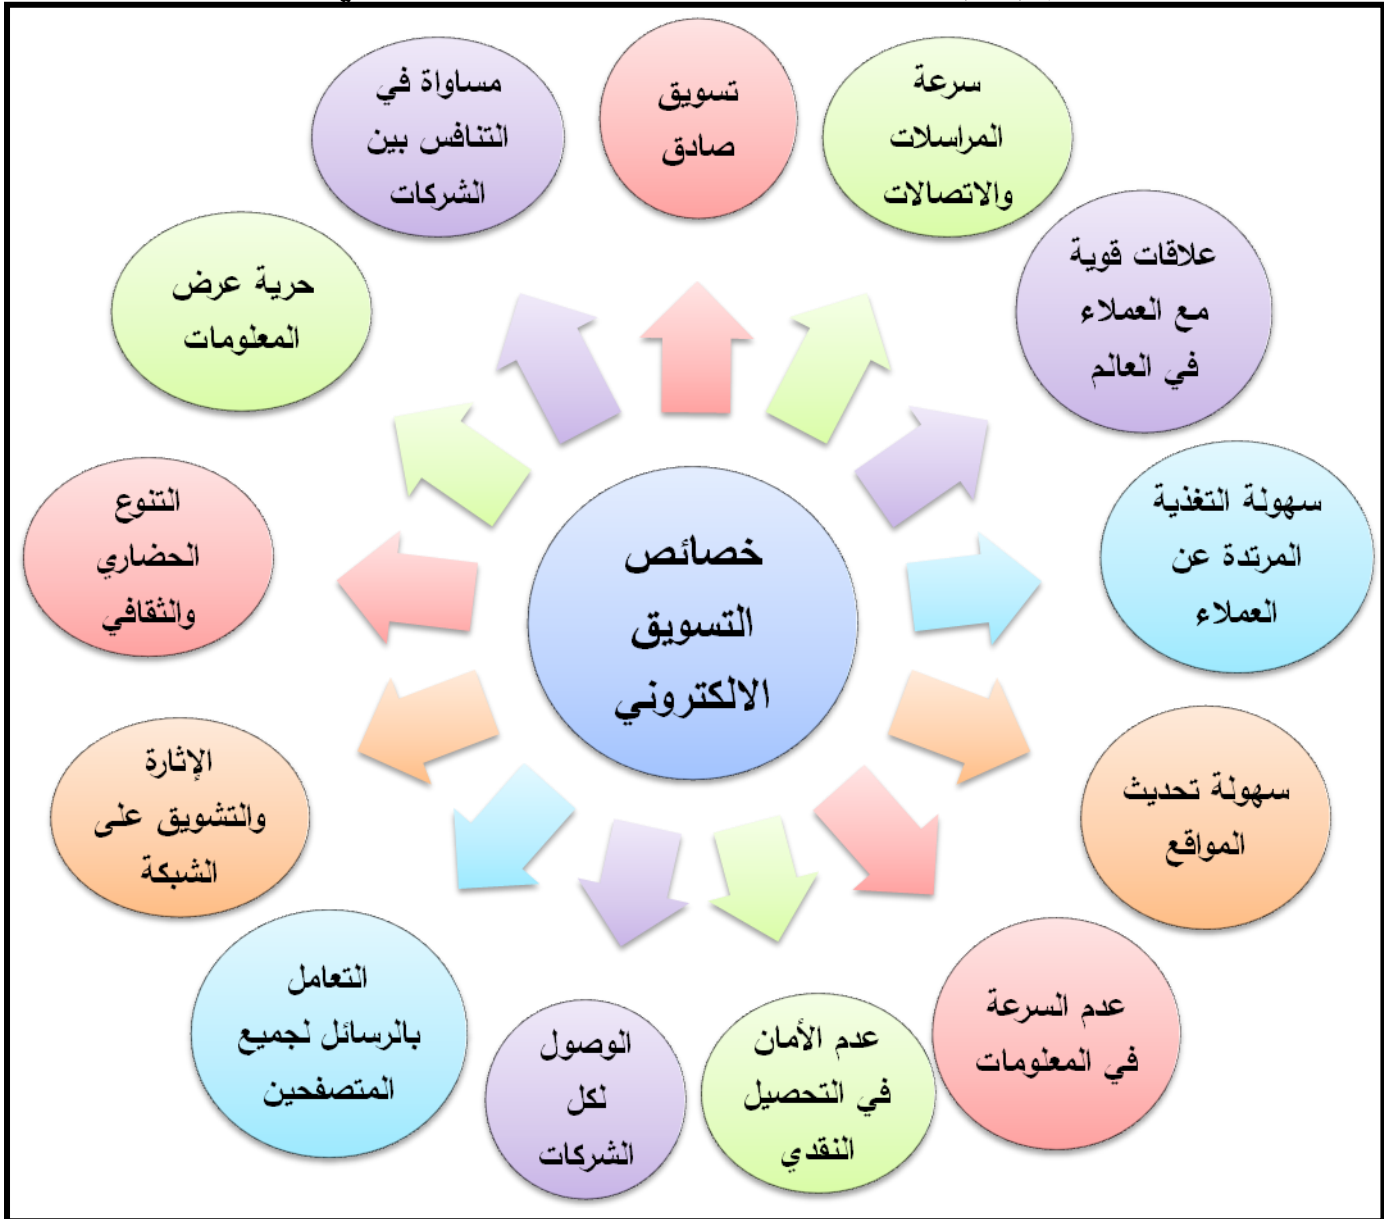 تسويق
صادق
سرعة
المراسلات
والاتصالات
علاقات قوية
مع العملاء
في العالم
سهولة التغذية
المرتدة عن
العملاء
سهولة تحديث
المواقع
عدم السرعة
في المعلومات
عدم الأمان
في التحصيل
النقدي
الوصول
لكل
الشركات
التعامل
بالرسائل لجميع
المتصفحين
الإثارة
والتشويق على
الشبكة
التنوع
الحضاري
والثقافي
حرية عرض
المعلومات
مساواة في
التنافس بين
الشركات
خصائص
التسويق
الالكتروني